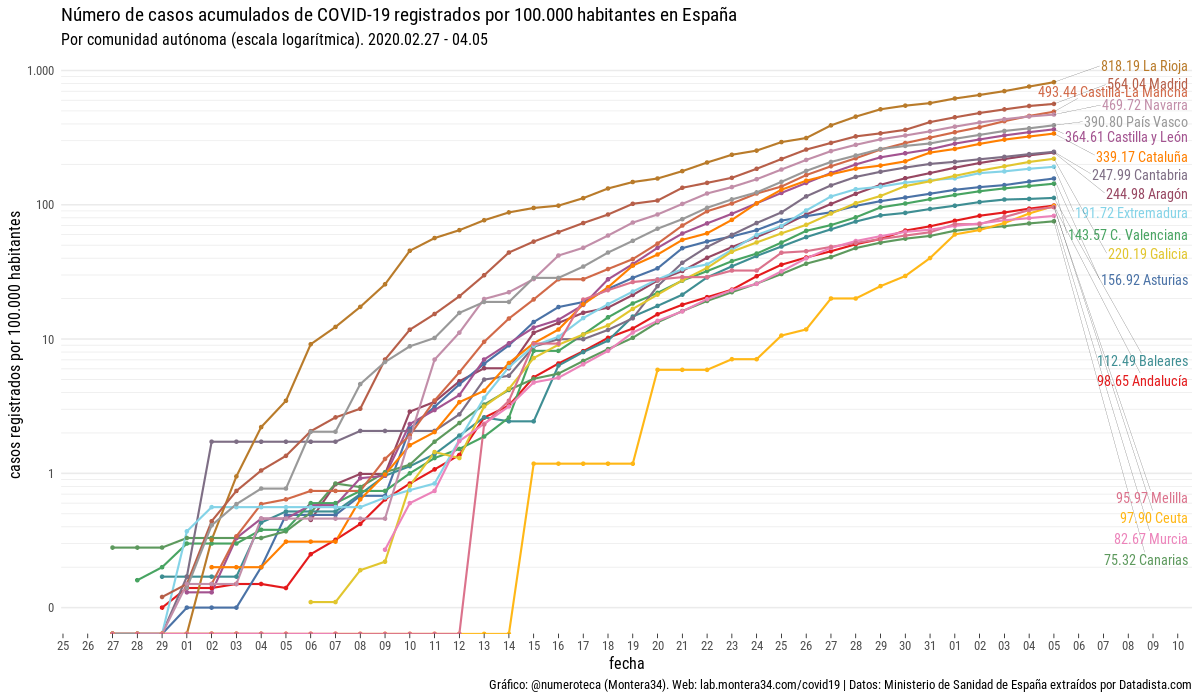 Número de casos acumulados de COVID-19 registrados por 100.000 habitantes en España
Por comunidad autónoma (escala logarítmica). 2020.02.27 - 04.05
casos registrados por 100.000 habitantes
1.000
100
10
1
0
818.19 La Rioja
564.04 Madrid
493.44 Castilla-La Mancha
469.72 Navarra
390.80 País Vasco
364.61 Castilla y León
339.17 Cataluña
247.99 Cantabria
244.98 Aragón
191.72 Extremadura
143.57 C. Valenciana
220.19 Galicia
156.92 Asturias
112.49 Baleares
98.65 Andalucía
95.97 Melilla
97.90 Ceuta
82.67 Murcia
75.32 Canarias
25 26 27 28 29 01 02 03 04 05 06 07 08 09 10 11 12 13 14 15 16 17 18 19 20 21 22 23 24 25 26 27 28 29 30 31 01 02 03 04 05 06 07 08 09 10
fecha
Gráfico: @numeroteca (Montera34). Web: lab.montera34.com/covid19 | Datos: Ministerio de Sanidad de España extraídos por Datadista.com